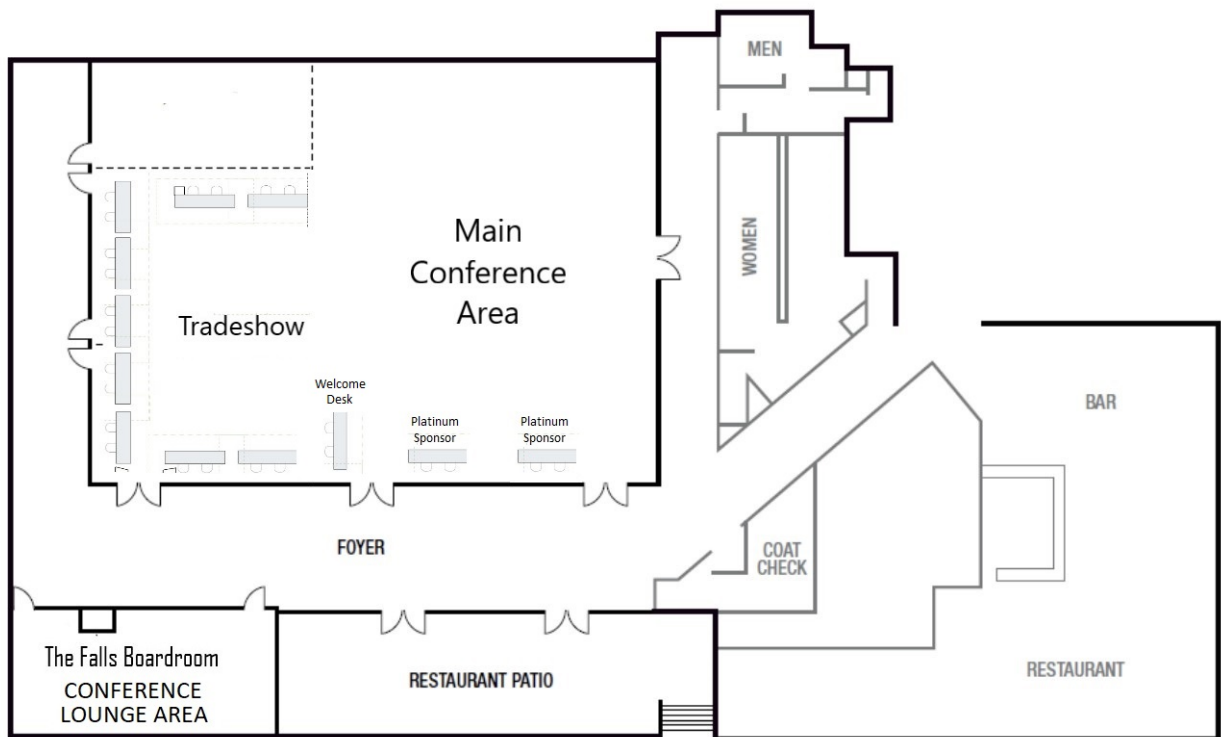 MEN
WOMEN
Main
Conference
Area
Tradeshow
Welcome
Desk
Platinum
Sponsor
Platinum
Sponsor
BAR
FOYER
COAT
CHECK
The Falls Boardroom
CONFERENCE
LOUNGE AREA
RESTAURANT PATIO
RESTAURANT